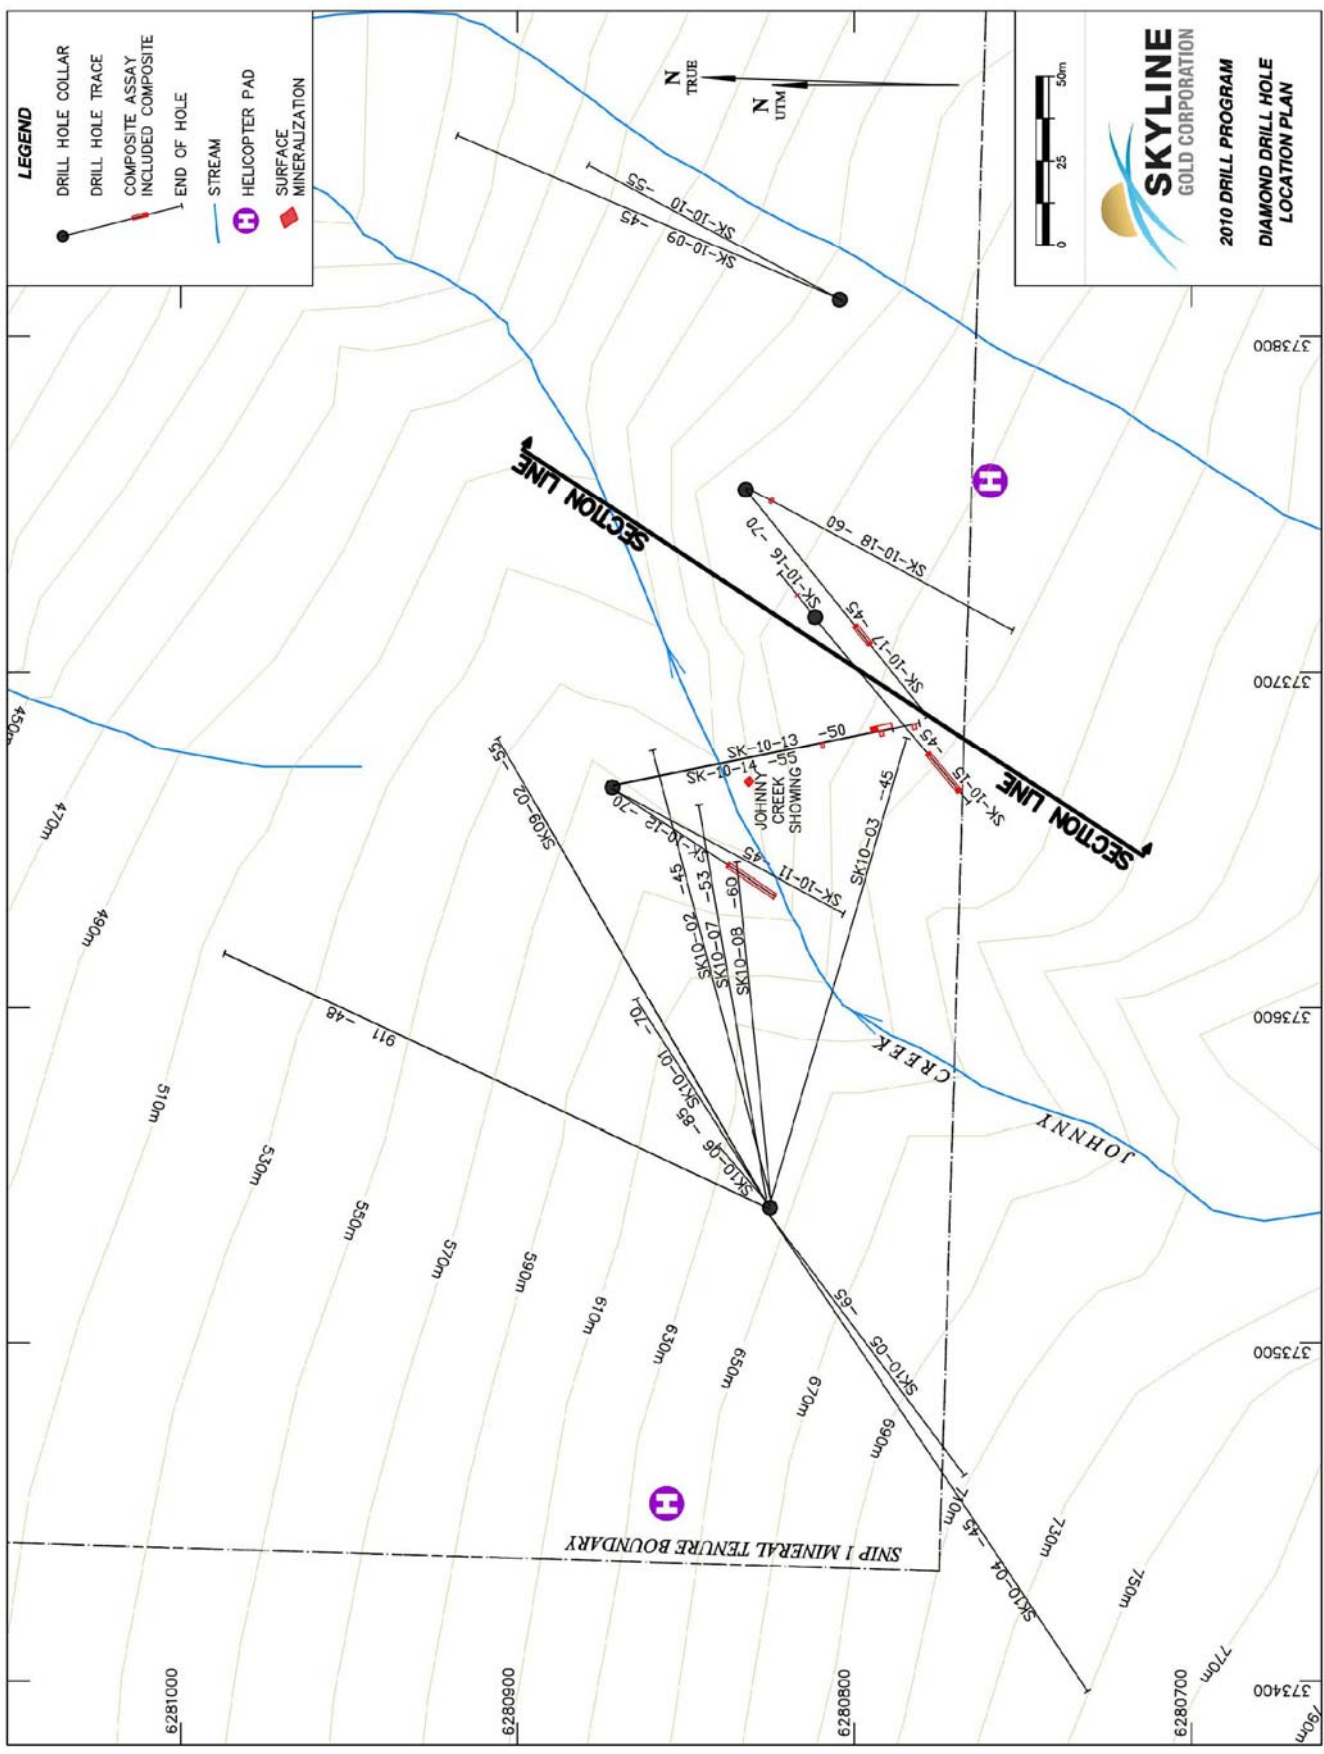 LEGEND
DRILL HOLE COLLAR
DRILL HOLE TRACE
COMPOSITE ASSAY
INCLUDED COMPOSITE
END OF HOLE
STREAM
H
HELICOPTER PAD
SURFACE
MINERALIZATION
N
TRUE
N
UTM
0
25
50m
SKYLINE
GOLD CORPORATION
2010 DRILL PROGRAM
DIAMOND DRILL HOLE
LOCATION PLAN
6281000
6280900
6280800
6280700
373800
373700
373600
373500
373400
450m
470m
490m
510m
530m
550m
570m
590m
610m
630m
650m
670m
690m
710m
730m
750m
770m
790m
SK-10-09 -45
SK-10-10 -55
SECTION LINE
SECTION LINE
H
SK-10-16 -70
SK-10-18 -60
SK-10-17 -45
SK-10-15 -45
SK-10-13 -50
SK-10-14 -55
JOHNNY
CREEK
SHOWING
SK-10-12 -70
SK-10-11 -45
SK09-02 -55
SK10-02 -45
SK10-07 -53
SK10-08 -60
SK10-03 -45
911 -48
SK10-01 -70
SK10-06 -85
SK10-05 -65
SK10-04 -45
JOHNNY CREEK
H
SNIP 1 MINERAL TENURE BOUNDARY